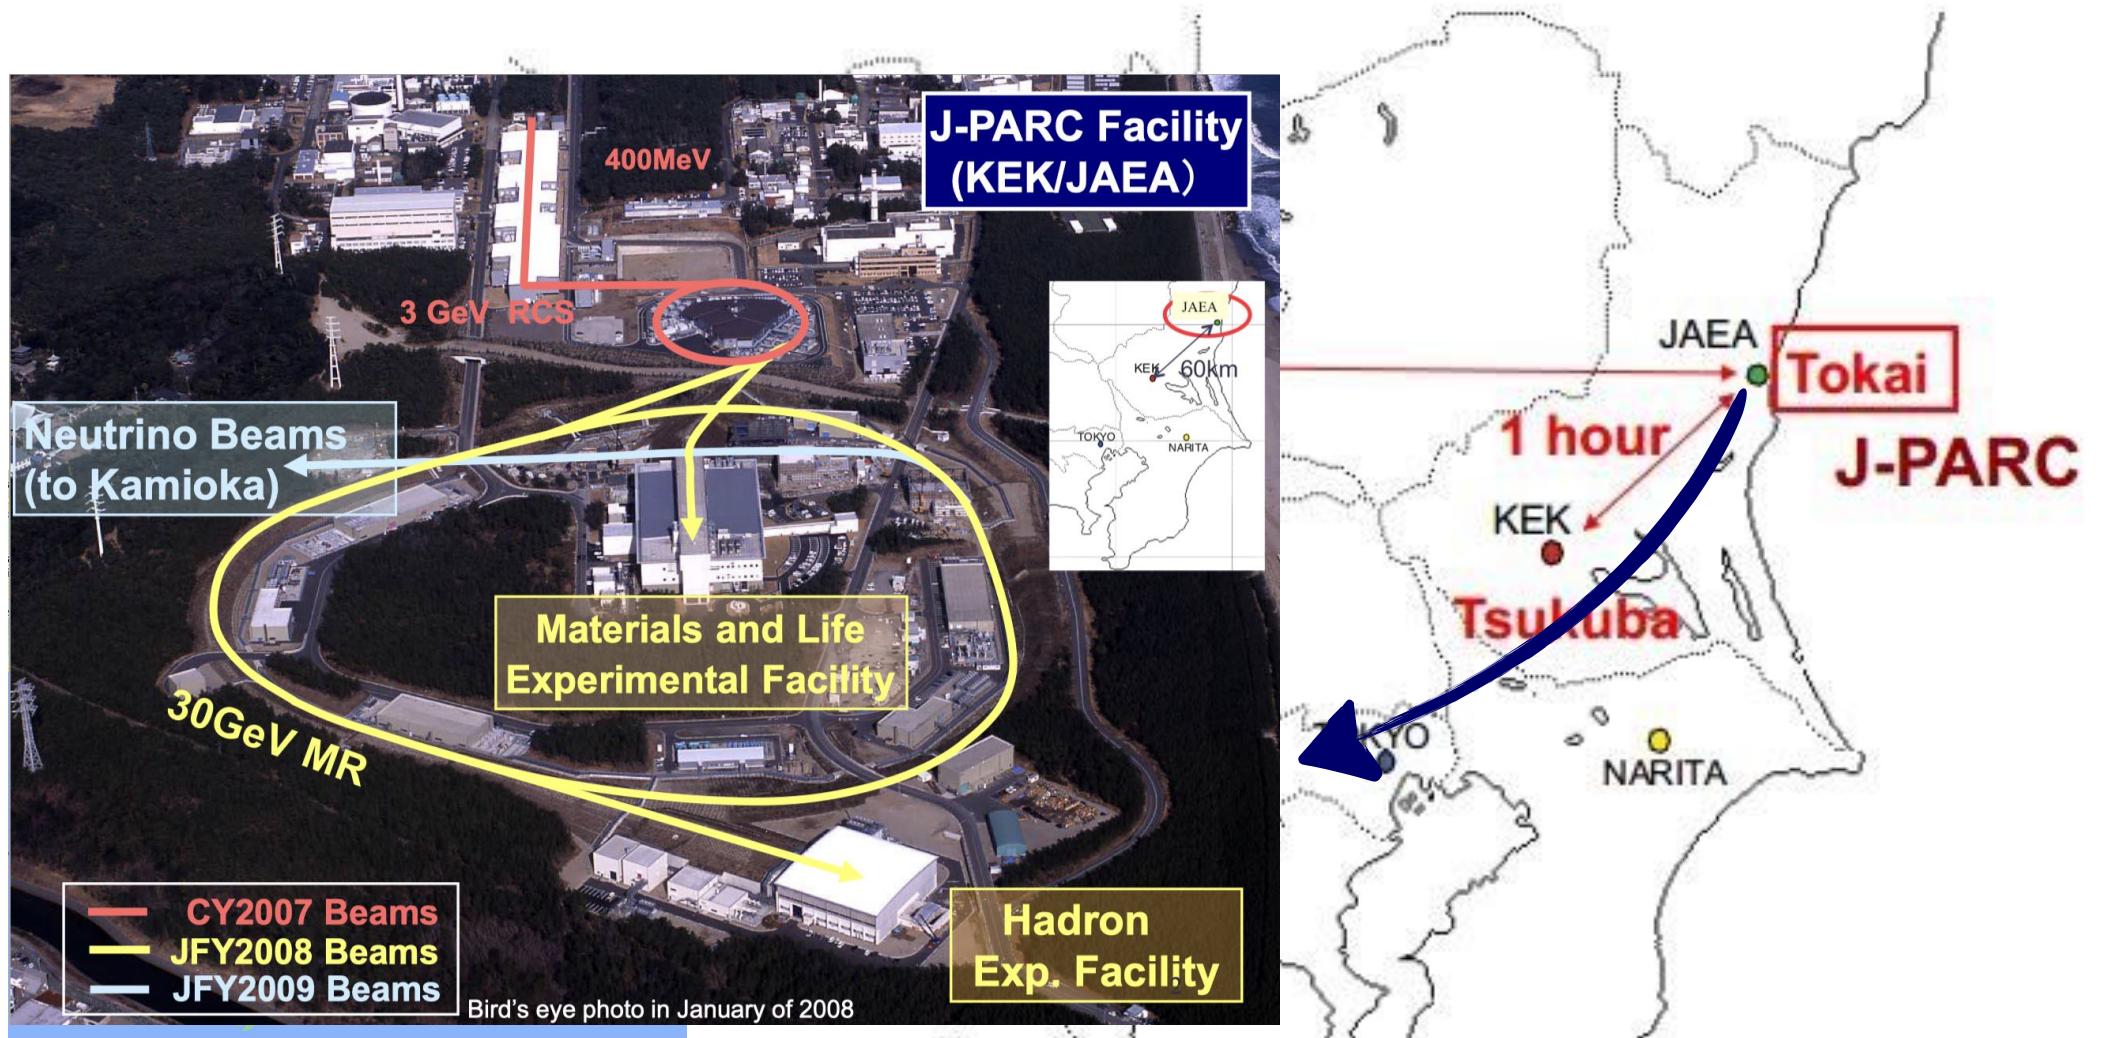 J-PARC Facility
(KEK/JAEA）
400MeV
3 GeV RCS
JAEA
KEK
60km
TOKYO
NARITA
Neutrino Beams
(to Kamioka)
Materials and Life
Experimental Facility
30GeV MR
Hadron
Exp. Facility
CY2007 Beams
JFY2008 Beams
JFY2009 Beams
Bird's eye photo in January of 2008
JAEA
Tokai
1 hour
J-PARC
KEK
Tsukuba
KYO
NARITA